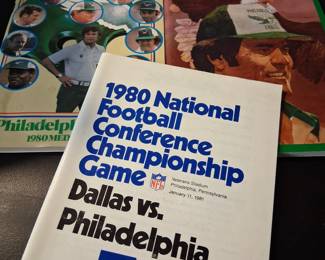 Philadelph
1980 MED
1980 National
Football
Conference
Championship
Game
NFL
Veterans Stadium
Philadelphia, Pennsylvania
January 11, 1981
Dallas vs.
Philadelphia